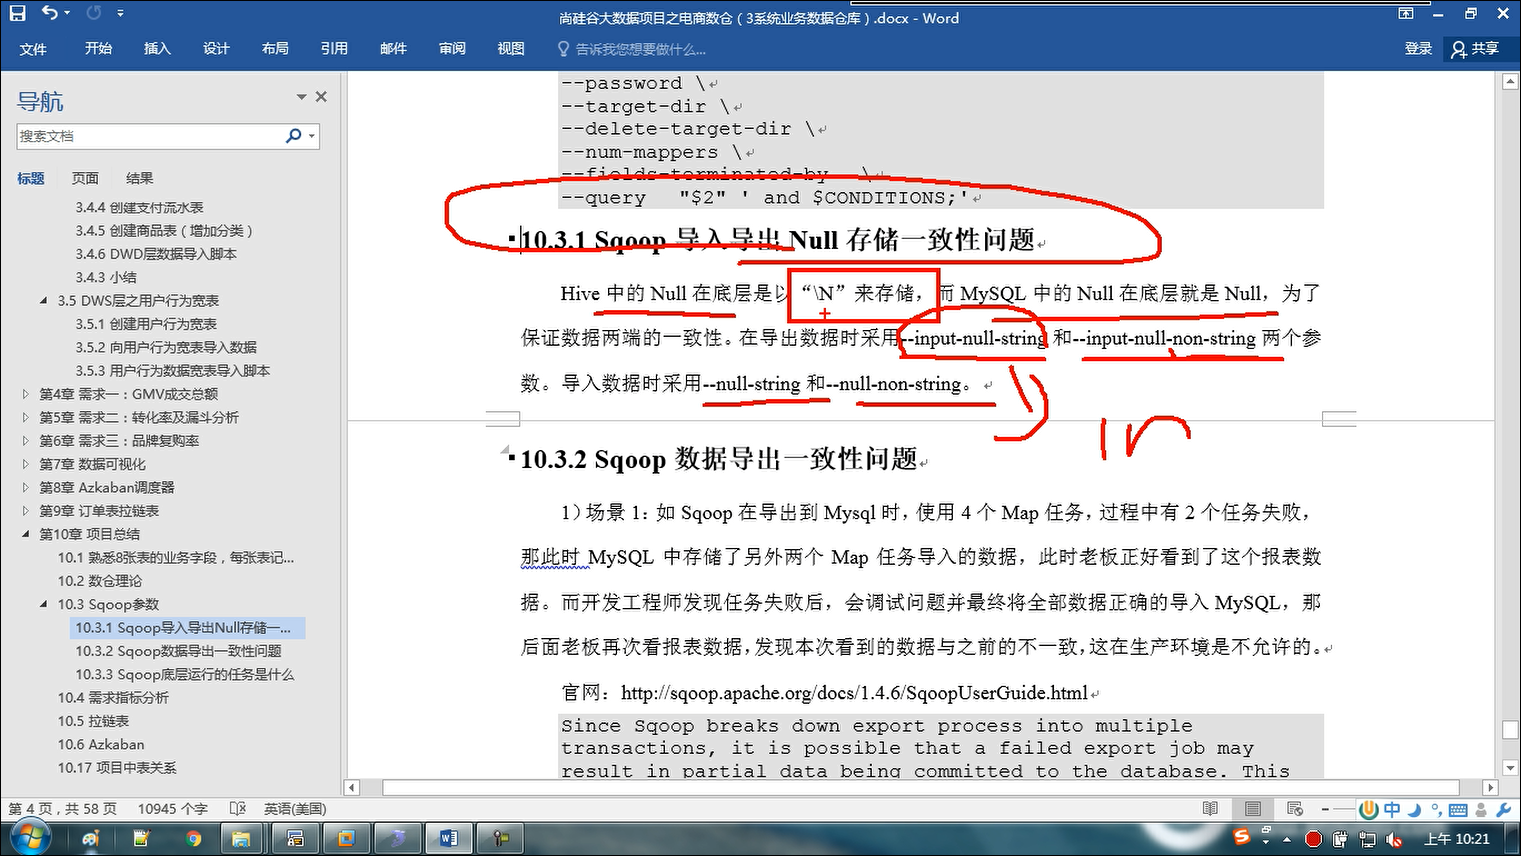 尚硅谷大数据项目之电商数仓（3系统业务数据仓库）.docx - Word
文件 开始 插入 设计 布局 引用 邮件 审阅 视图 告诉我您想要做什么... 登录 共享
导航
搜索文档
标题 页面 结果
3.4.4 创建支付流水表
3.4.5 创建商品表（增加分类）
3.4.6 DWD层数据导入脚本
3.4.3 小结
3.5 DWS层之用户行为宽表
3.5.1 创建用户行为宽表
3.5.2 向用户行为宽表导入数据
3.5.3 用户行为数据宽表导入脚本
第4章 需求一：GMV成交总额
第5章 需求二：转化率及漏斗分析
第6章 需求三：品牌复购率
第7章 数据可视化
第8章 Azkaban调度器
第9章 订单表拉链表
第10章 项目总结
10.1 熟悉8张表的业务字段，每张表记...
10.2 数仓理论
10.3 Sqoop参数
10.3.1 Sqoop导入导出Null存储一...
10.3.2 Sqoop数据导出一致性问题
10.3.3 Sqoop底层运行的任务是什么
10.4 需求指标分析
10.5 拉链表
10.6 Azkaban
10.17 项目中表关系
--password \
--target-dir \
--delete-target-dir \
--num-mappers \
--fields-terminated-by \
--query "$2" ' and $CONDITIONS;'
10.3.1 Sqoop 导入导出 Null 存储一致性问题
Hive 中的 Null 在底层是以“\N”来存储，而 MySQL 中的 Null 在底层就是 Null，为了
保证数据两端的一致性。在导出数据时采用--input-null-string 和--input-null-non-string 两个参
数。导入数据时采用--null-string 和--null-non-string。
in
10.3.2 Sqoop 数据导出一致性问题
1）场景 1：如 Sqoop 在导出到 Mysql 时，使用 4 个 Map 任务，过程中有 2 个任务失败，
那此时 MySQL 中存储了另外两个 Map 任务导入的数据，此时老板正好看到了这个报表数
据。而开发工程师发现任务失败后，会调试问题并最终将全部数据正确的导入 MySQL，那
后面老板再次看报表数据，发现本次看到的数据与之前的不一致，这在生产环境是不允许的。
官网：http://sqoop.apache.org/docs/1.4.6/SqoopUserGuide.html
Since Sqoop breaks down export process into multiple
transactions, it is possible that a failed export job may
result in partial data being committed to the database. This
第 4 页，共 58 页 10945 个字 英语(美国)
中
上午 10:21